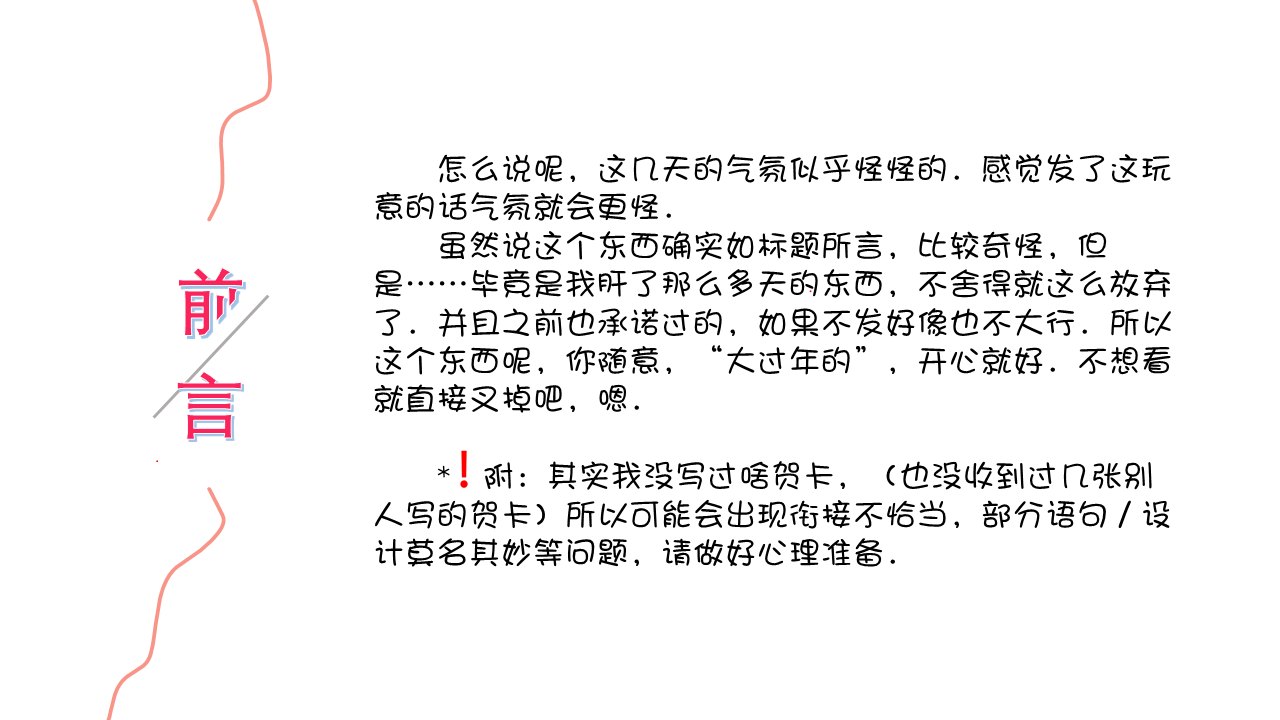 前
言
怎么说呢，这几天的气氛似乎怪怪的．感觉发了这玩
意的话气氛就会更怪．
虽然说这个东西确实如标题所言，比较奇怪，但
是……毕竟是我肝了那么多天的东西，不舍得就这么放弃
了．并且之前也承诺过的，如果不发好像也不大行．所以
这个东西呢，你随意，“大过年的”，开心就好．不想看
就直接叉掉吧，嗯．
*！附：其实我没写过啥贺卡，（也没收到过几张别
人写的贺卡）所以可能会出现衔接不恰当，部分语句／设
计莫名其妙等问题，请做好心理准备．